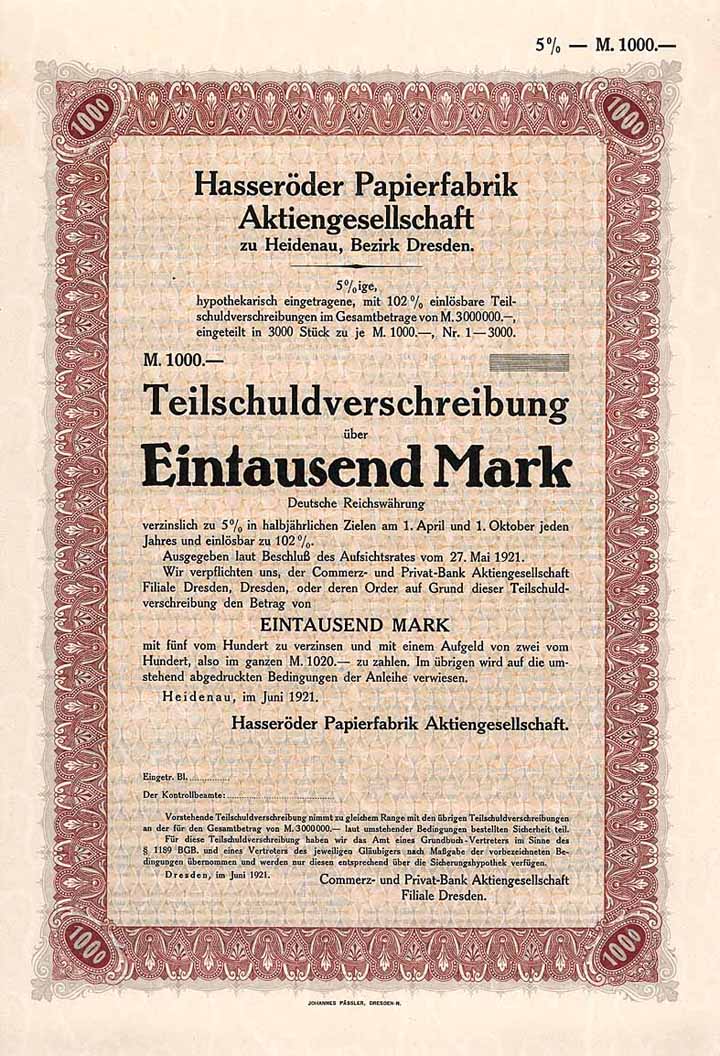 5% — M. 1000.—
1000
1000
Hasseröder Papierfabrik
Aktiengesellschaft
zu Heidenau, Bezirk Dresden.
5%ige,
hypothekarisch eingetragene, mit 102% einlösbare Teil-
schuldverschreibungen im Gesamtbetrage von M. 3000000.—,
eingeteilt in 3000 Stück zu je M. 1000.—, Nr. 1—3000.
M. 1000.—
Teilschuldverschreibung
über
Eintausend Mark
Deutsche Reichswährung
verzinslich zu 5% in halbjährlichen Zielen am 1. April und 1. Oktober jeden
Jahres und einlösbar zu 102%.
Ausgegeben laut Beschluß des Aufsichtsrates vom 27. Mai 1921.
Wir verpflichten uns, der Commerz- und Privat-Bank Aktiengesellschaft
Filiale Dresden, Dresden, oder deren Order auf Grund dieser Teilschuld-
verschreibung den Betrag von
EINTAUSEND MARK
mit fünf vom Hundert zu verzinsen und mit einem Aufgeld von zwei vom
Hundert, also im ganzen M. 1020.— zu zahlen. Im übrigen wird auf die um-
stehend abgedruckten Bedingungen der Anleihe verwiesen.
Heidenau, im Juni 1921.
Hasseröder Papierfabrik Aktiengesellschaft.
Eingetr. Bl. ..............
Der Kontrollbeamte: ......................................
Vorstehende Teilschuldverschreibung nimmt zu gleichem Range mit den übrigen Teilschuldverschreibungen
an der für den Gesamtbetrag von M. 3000000.— laut umstehender Bedingungen bestellten Sicherheit teil.
Für diese Teilschuldverschreibung haben wir das Amt eines Grundbuch-Vertreters im Sinne des
§. 1189 BGB. und eines Vertreters des jeweiligen Gläubigers nach Maßgabe der vorbezeichneten Be-
dingungen übernommen und werden nur diesen entsprechend über die Sicherungshypothek verfügen.
Dresden, im Juni 1921.
Commerz- und Privat-Bank Aktiengesellschaft
Filiale Dresden.
1000
1000
JOHANNES PÄSSLER, DRESDEN-N.